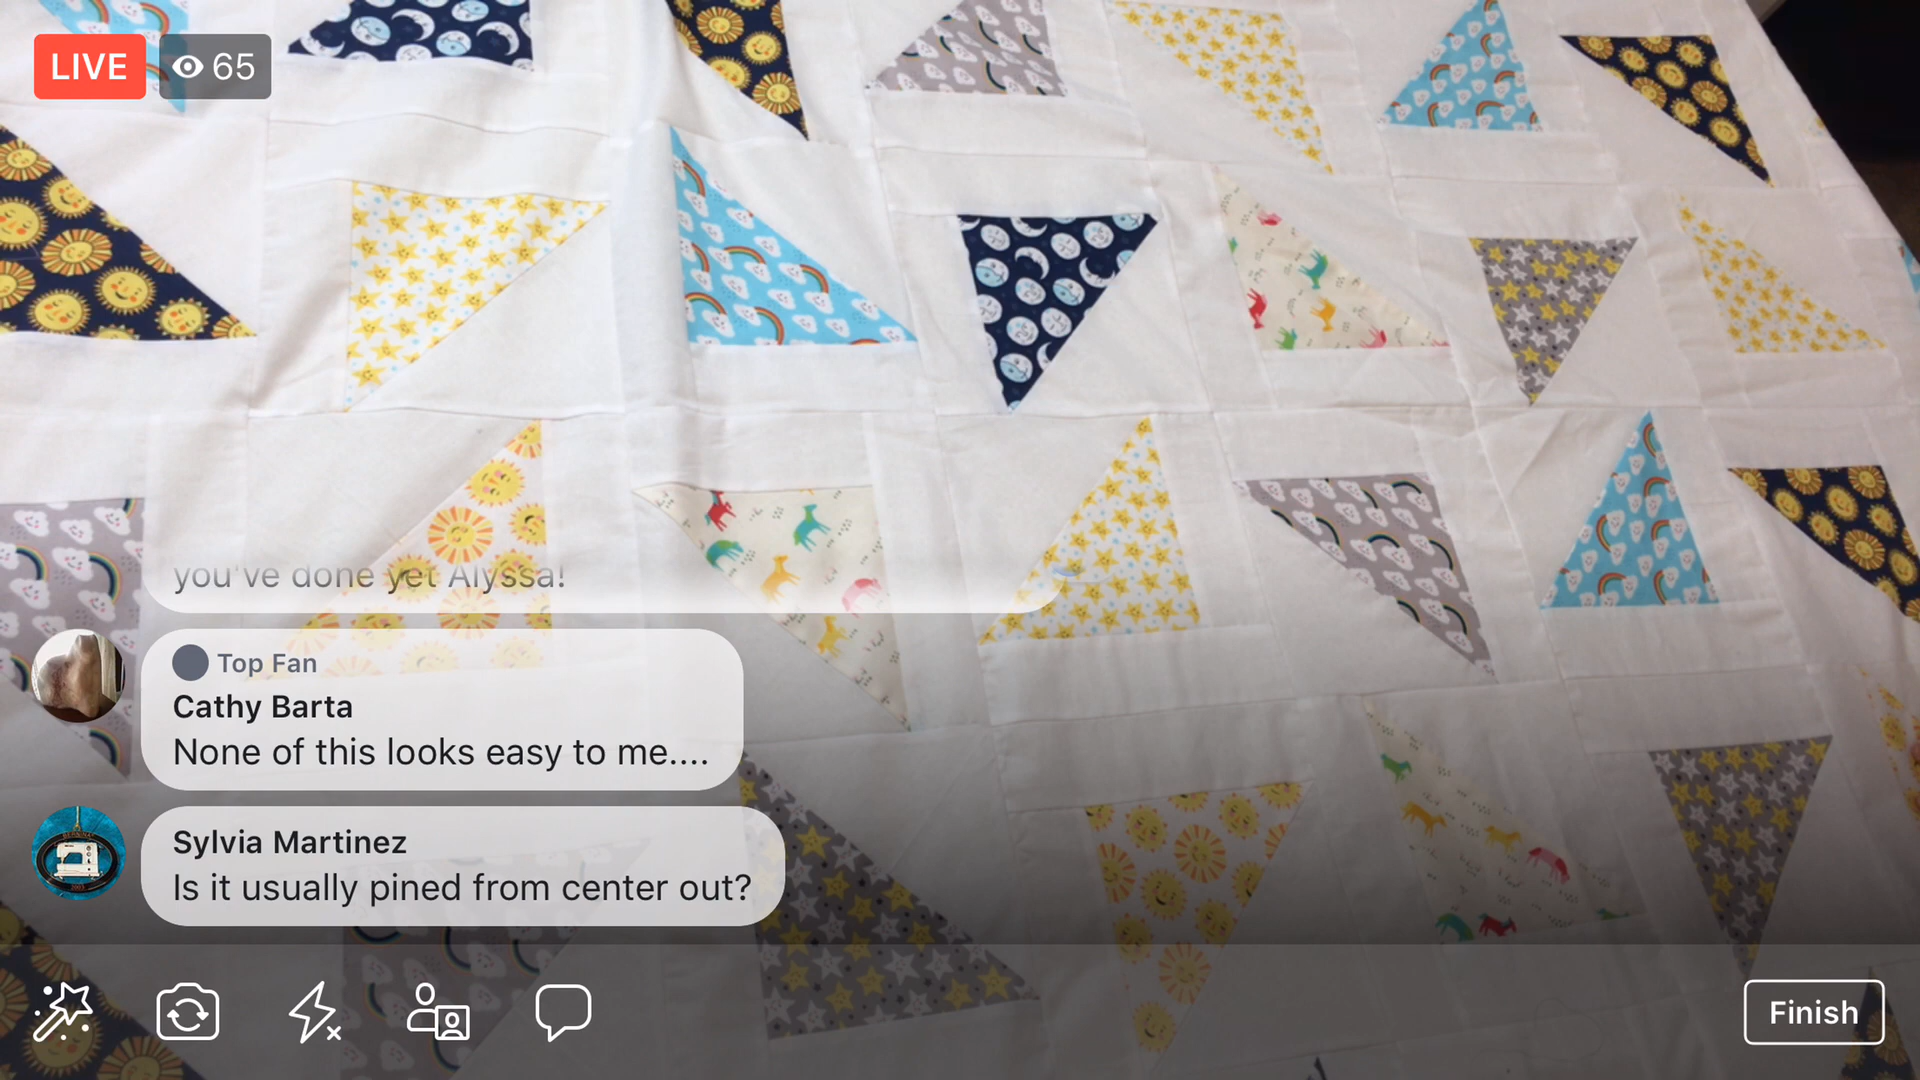 LIVE 65
you've done yet Alyssa!
Top Fan
Cathy Barta
None of this looks easy to me....
Sylvia Martinez
Is it usually pined from center out?
Finish